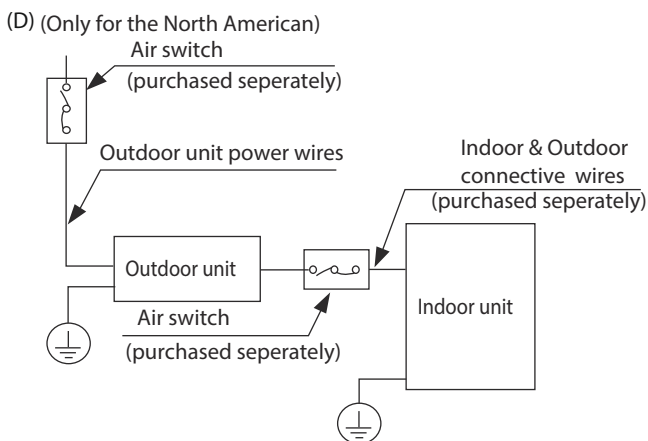 (D) (Only for the North American)
Air switch
(purchased seperately)
Outdoor unit power wires
Indoor & Outdoor
connective wires
(purchased seperately)
Outdoor unit
Indoor unit
Air switch
(purchased seperately)